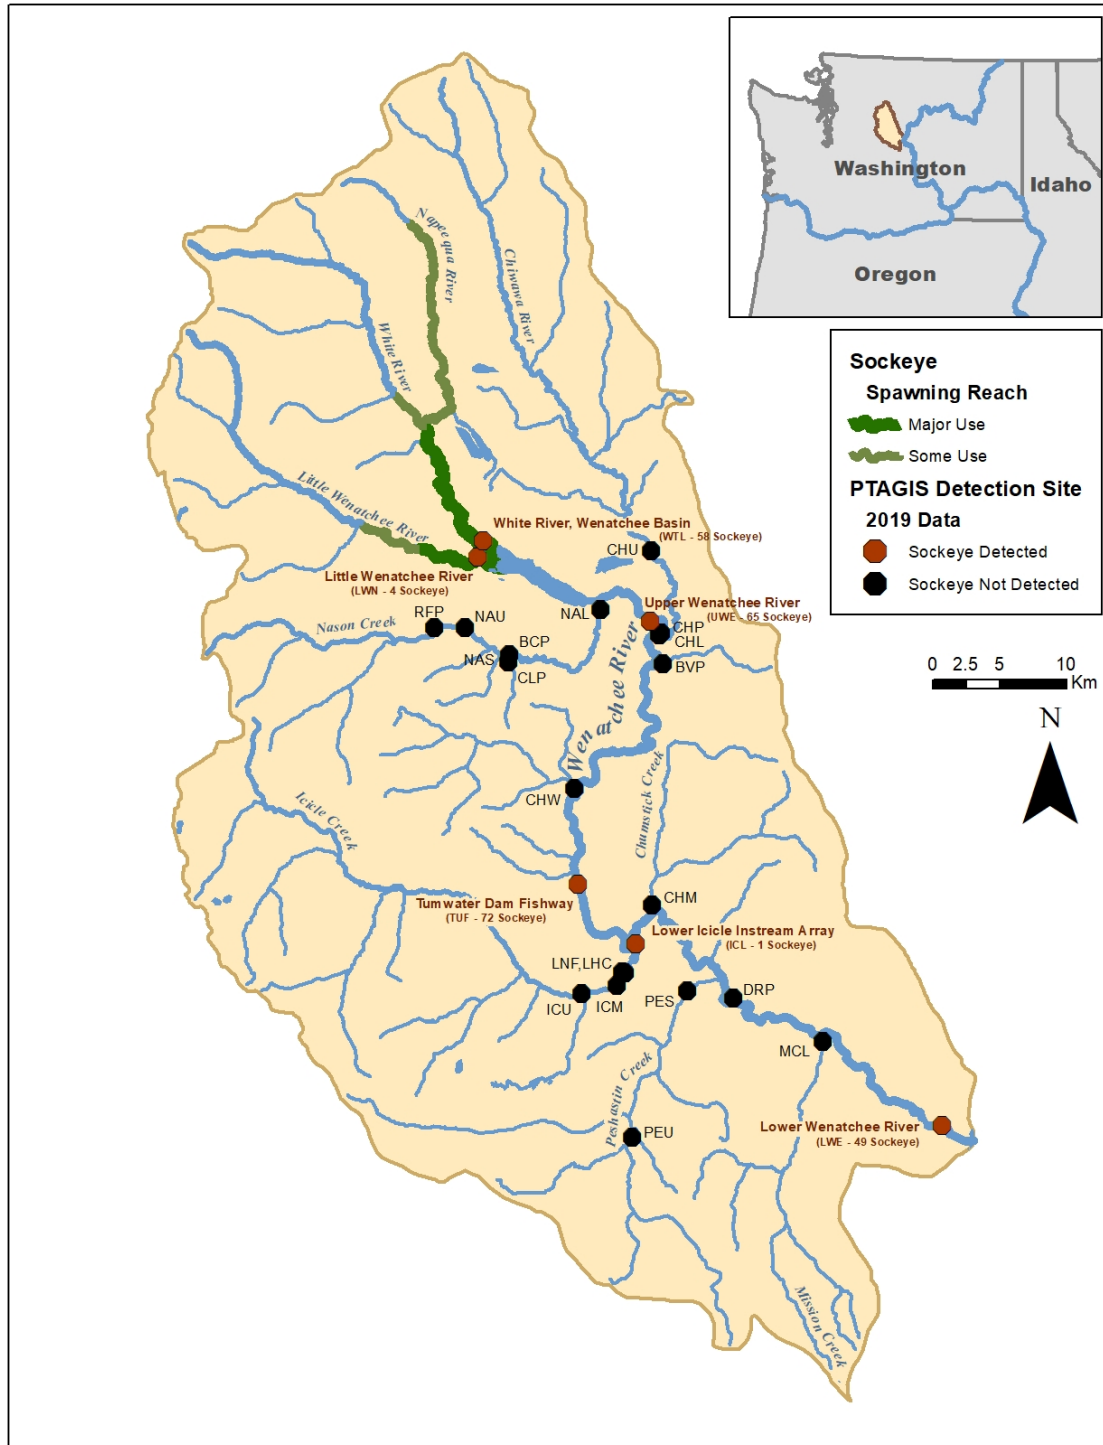 Washington
Idaho
Oregon
Sockeye
Spawning Reach
Major Use
Some Use
PTAGIS Detection Site
2019 Data
Sockeye Detected
Sockeye Not Detected
0 2.5 5 10
Km
N
Napeequa River
Chiwawa River
White River
Little Wenatchee River
White River, Wenatchee Basin
(WTL - 58 Sockeye)
CHU
Little Wenatchee River
(LWN - 4 Sockeye)
Upper Wenatchee River
(UWE - 65 Sockeye)
NAL
RFP
NAU
Nason Creek
CHP
CHL
BCP
NAS
CLP
BVP
Wenatchee River
CHW
Chumstick Creek
Icicle Creek
Tumwater Dam Fishway
(TUF - 72 Sockeye)
CHM
Lower Icicle Instream Array
(ICL - 1 Sockeye)
LNF,LHC
ICU
ICM
PES
DRP
MCL
Peshastin Creek
PEU
Lower Wenatchee River
(LWE - 49 Sockeye)
Mission Creek